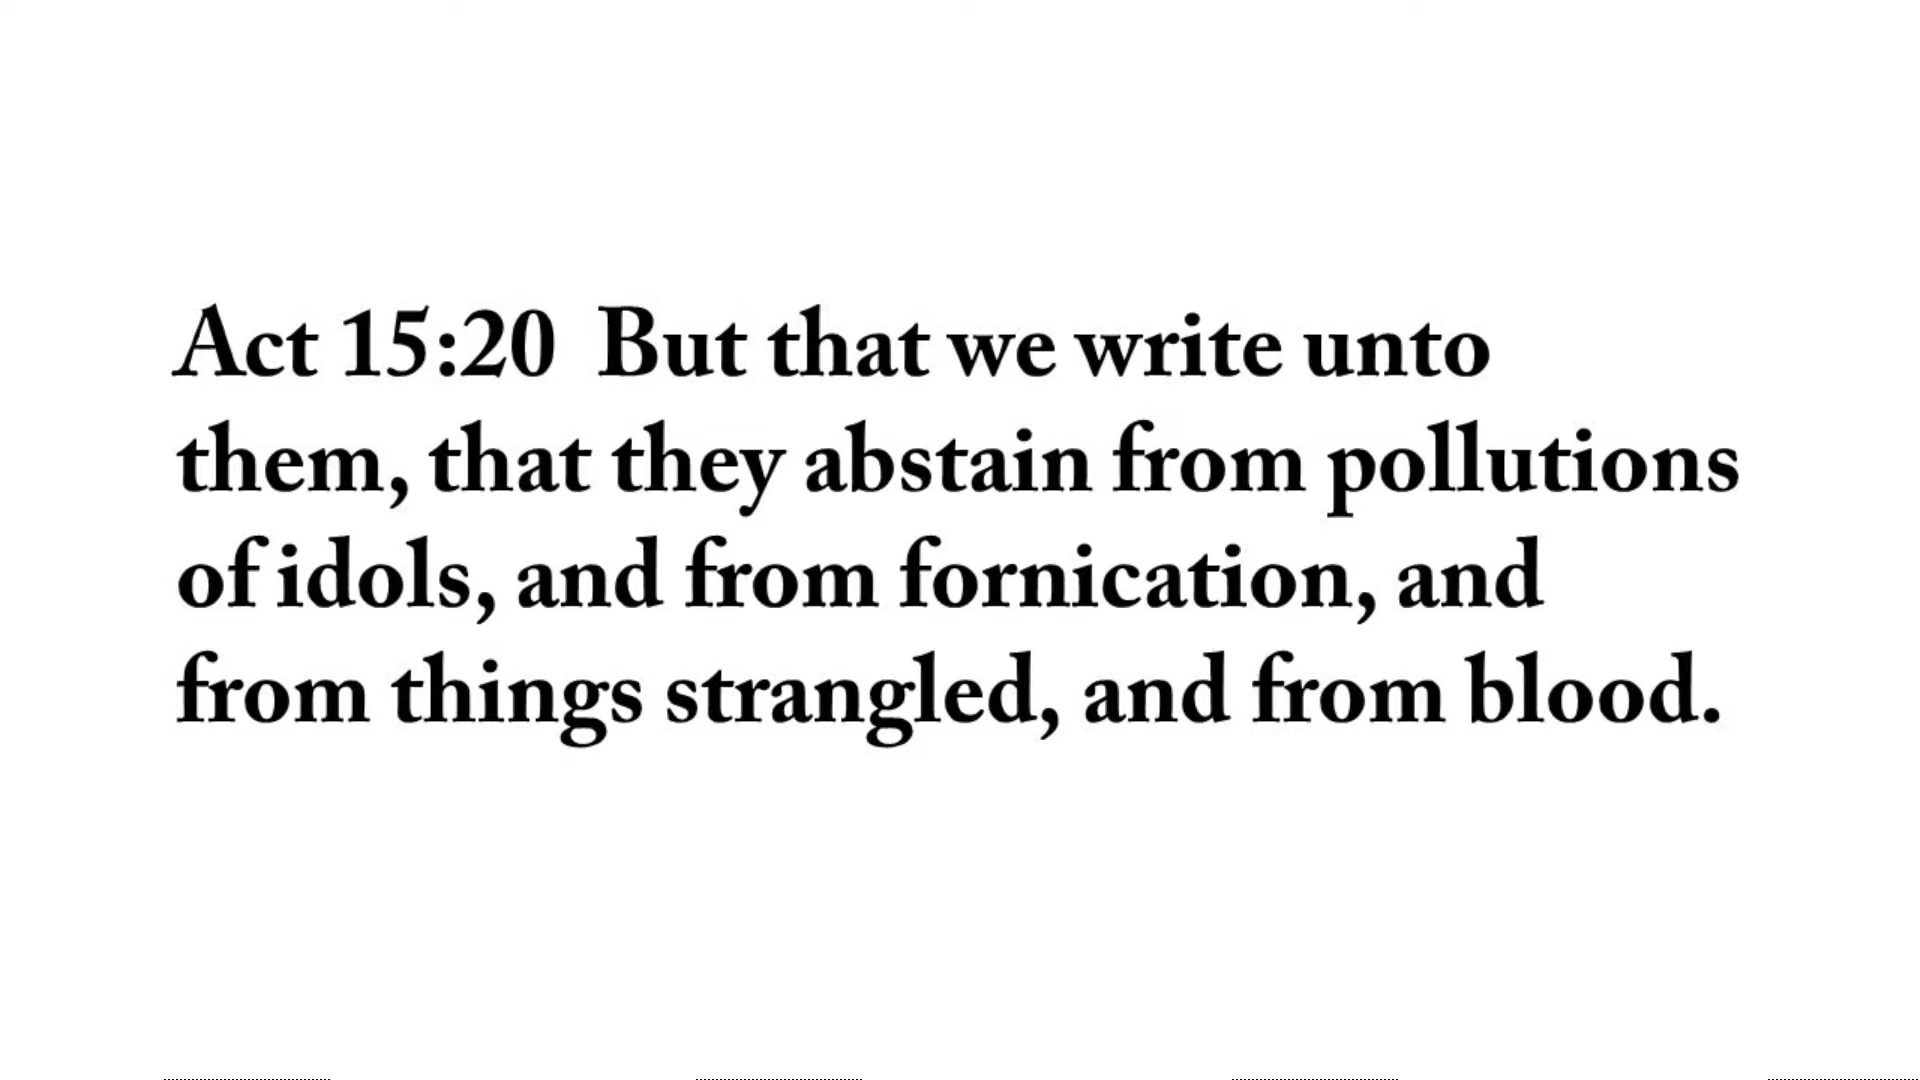 Act 15:20  But that we write unto
them, that they abstain from pollutions
of idols, and from fornication, and
from things strangled, and from blood.